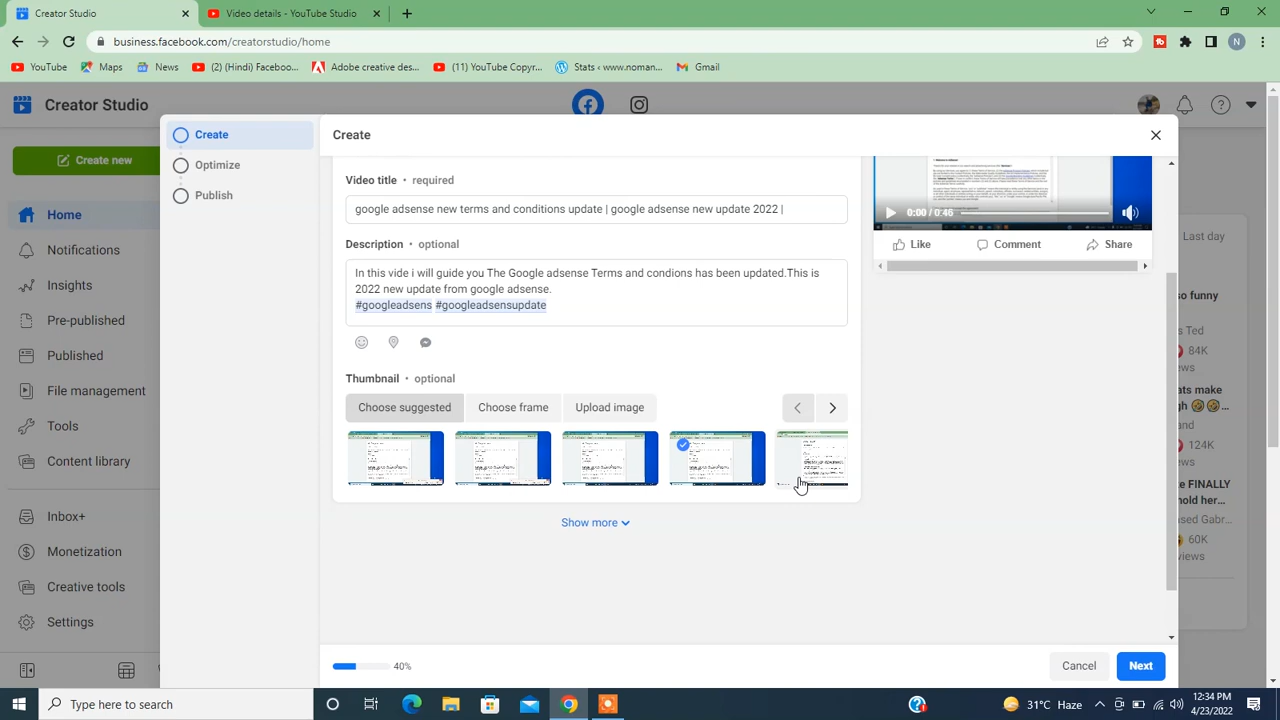 Creator Studio
Video details - YouTube Studio
business.facebook.com/creatorstudio/home
YouTube
Maps
News
(2) (Hindi) Faceboo...
Adobe creative des...
(11) YouTube Copyr...
Stats ‹ www.noman...
Gmail
N
Creator Studio
Create new
Home
Notifications
Insights
Pre-published
Published
File management
Tools
Content library
Inbox+
Monetization
Creative tools
Settings
Create
Optimize
Publish
Create
Video title • required
google adsense new terms and conditions update | google adsense new update 2022 |
Description • optional
In this vide i will guide you The Google adsense Terms and condions has been updated.This is
2022 new update from google adsense.
#googleadsens #googleadsensupdate
Thumbnail • optional
Choose suggested
Choose frame
Upload image
Show more
0:00 / 0:46
Like
Comment
Share
Last day
so funny
s Ted
84K
ews
ats make
gh
and
124K
ews
e FINALLY
hold her...
ased Gabr...
60K
views
40%
Cancel
Next
Type here to search
31°C Haze
12:34 PM
4/23/2022